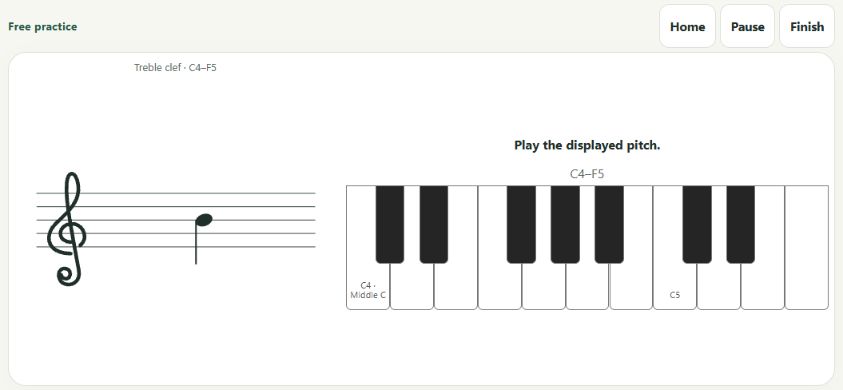 Free practice
Home
Pause
Finish
Treble clef · C4–F5
Play the displayed pitch.
C4–F5
C4 ·
Middle C
C5